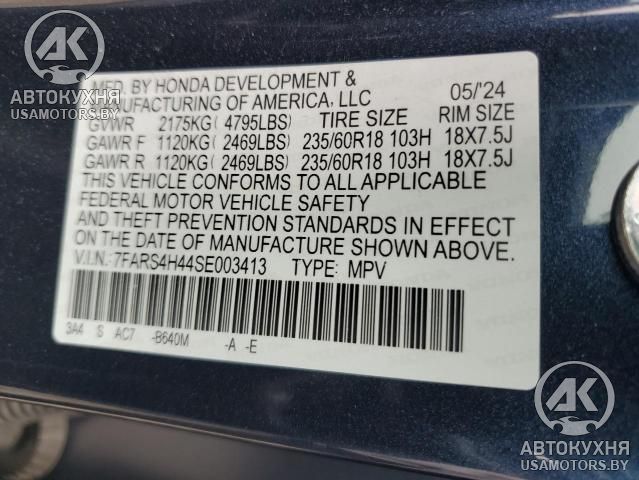 AK
АВТОКУХНЯ
USAMOTORS.BY
MFD. BY HONDA DEVELOPMENT &
MANUFACTURING OF AMERICA, LLC 05/'24
GVWR 2175KG ( 4795LBS) TIRE SIZE RIM SIZE
GAWR F 1120KG ( 2469LBS) 235/60R18 103H 18X7.5J
GAWR R 1120KG ( 2469LBS) 235/60R18 103H 18X7.5J
THIS VEHICLE CONFORMS TO ALL APPLICABLE
FEDERAL MOTOR VEHICLE SAFETY
AND THEFT PREVENTION STANDARDS IN EFFECT
ON THE DATE OF MANUFACTURE SHOWN ABOVE.
V.I.N.: 7FARS4H44SE003413 TYPE: MPV
3A4 S AC7 -B640M -A -E
AK
АВТОКУХНЯ
USAMOTORS.BY